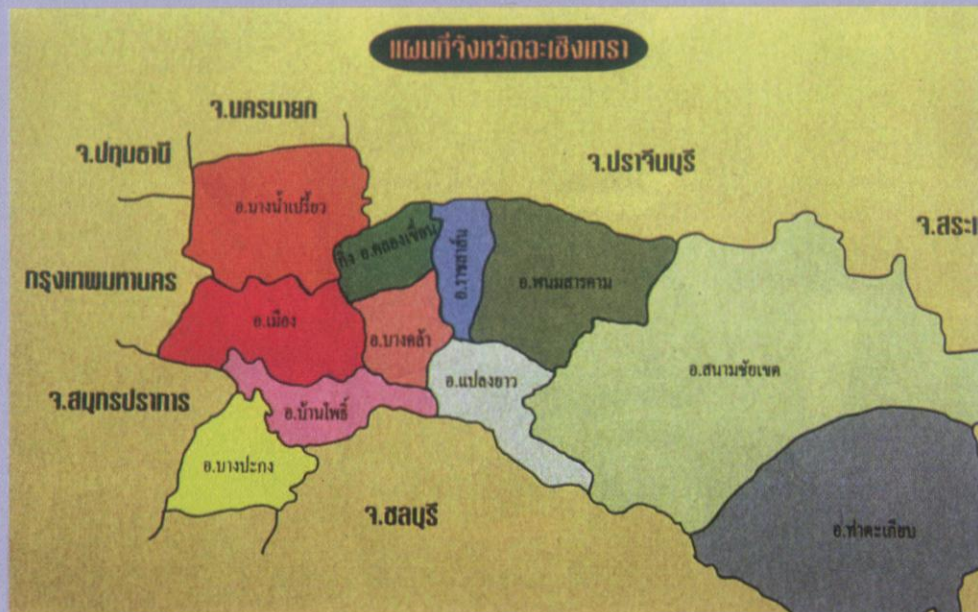 แผนที่จังหวัดฉะเชิงเทรา
จ.นครนายก
จ.ปทุมธานี
จ.ปราจีนบุรี
อ.บางน้ำเปรี้ยว
จ.สระแ
กิ่ง อ.คลองเขื่อน
อ.ราชสาส์น
กรุงเทพมหานคร
อ.พนมสารคาม
อ.เมือง
อ.บางคล้า
อ.สนามชัยเขต
อ.แปลงยาว
จ.สมุทรปราการ
อ.บ้านโพธิ์
อ.บางปะกง
จ.ชลบุรี
อ.ท่าตะเกียบ